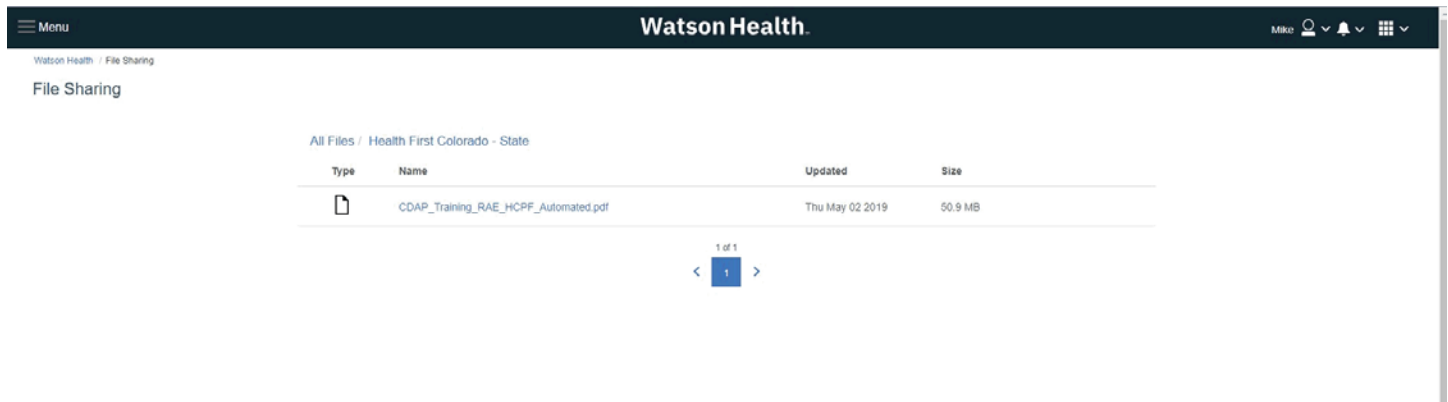 Menu
Watson Health.
Mike
Watson Health / File Sharing
File Sharing
All Files / Health First Colorado - State
Type Name Updated Size
CDAP_Training_RAE_HCPF_Automated.pdf Thu May 02 2019 50.9 MB
1 of 1
< 1 >